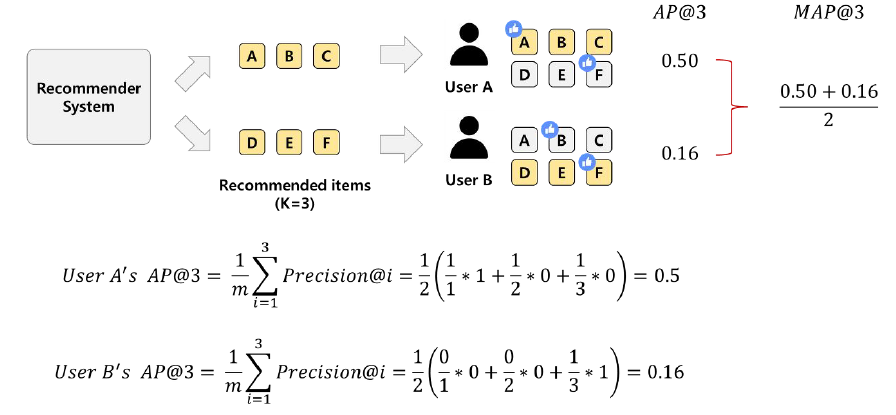 AP@3 MAP@3
Recommender
System
A B C
User A
A B C
D E F
0.50
0.50 + 0.16
2
D E F
Recommended items
(K=3)
User B
A B C
D E F
0.16
User A's AP@3 = 1/m ∑_{i=1}^{3} Precision@i = 1/2 (1/1 * 1 + 1/2 * 0 + 1/3 * 0) = 0.5
User B's AP@3 = 1/m ∑_{i=1}^{3} Precision@i = 1/2 (0/1 * 0 + 0/2 * 0 + 1/3 * 1) = 0.16